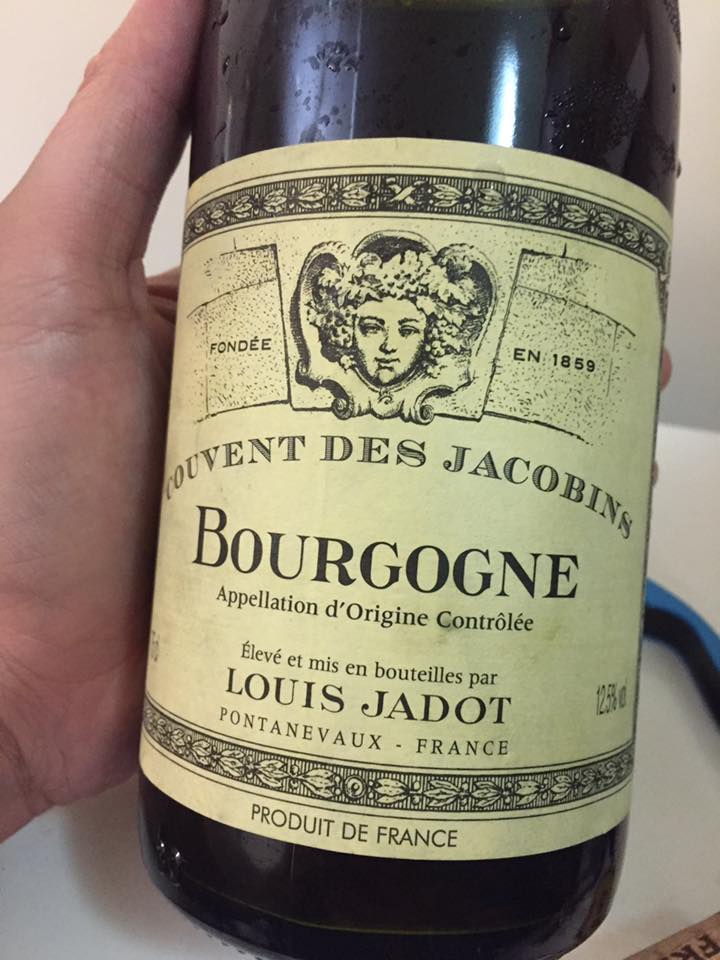 FONDÉE
EN 1859
COUVENT DES JACOBINS
BOURGOGNE
Appellation d'Origine Contrôlée
Élevé et mis en bouteilles par
LOUIS JADOT
12.5% vol
PONTANEVAUX - FRANCE
PRODUIT DE FRANCE